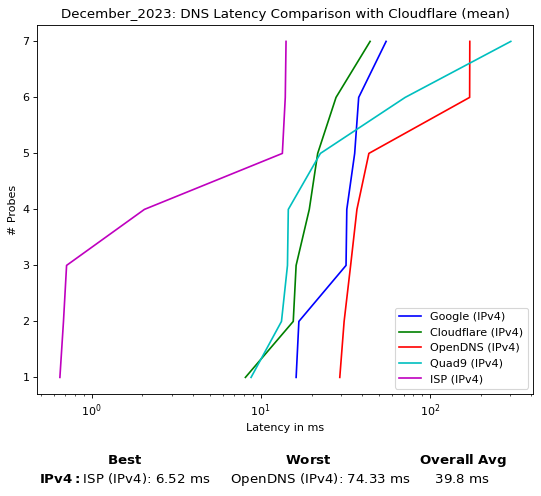 December_2023: DNS Latency Comparison with Cloudflare (mean)
7
6
5
4
3
2
1
# Probes
Google (IPv4)
Cloudflare (IPv4)
OpenDNS (IPv4)
Quad9 (IPv4)
ISP (IPv4)
10⁰ 10¹ 10²
Latency in ms
Best Worst Overall Avg
IPv4: ISP (IPv4): 6.52 ms OpenDNS (IPv4): 74.33 ms 39.8 ms